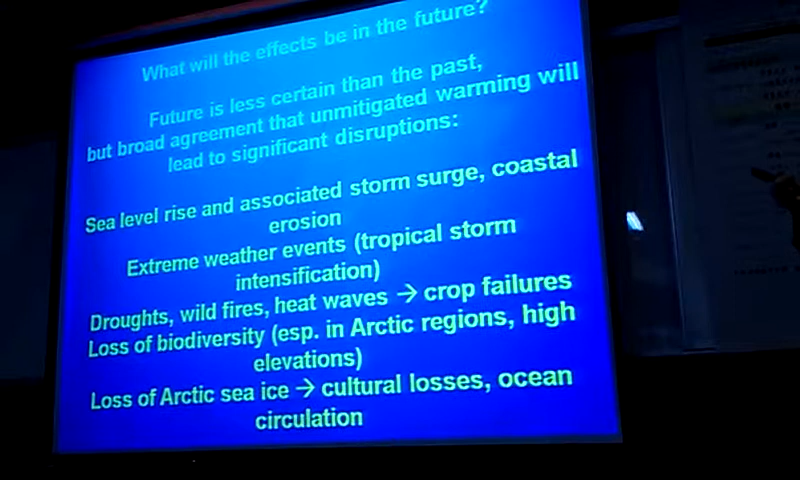 What will the effects be in the future?
Future is less certain than the past,
but broad agreement that unmitigated warming will
lead to significant disruptions:
Sea level rise and associated storm surge, coastal
erosion
Extreme weather events (tropical storm
intensification)
Droughts, wild fires, heat waves → crop failures
Loss of biodiversity (esp. in Arctic regions, high
elevations)
Loss of Arctic sea ice → cultural losses, ocean
circulation